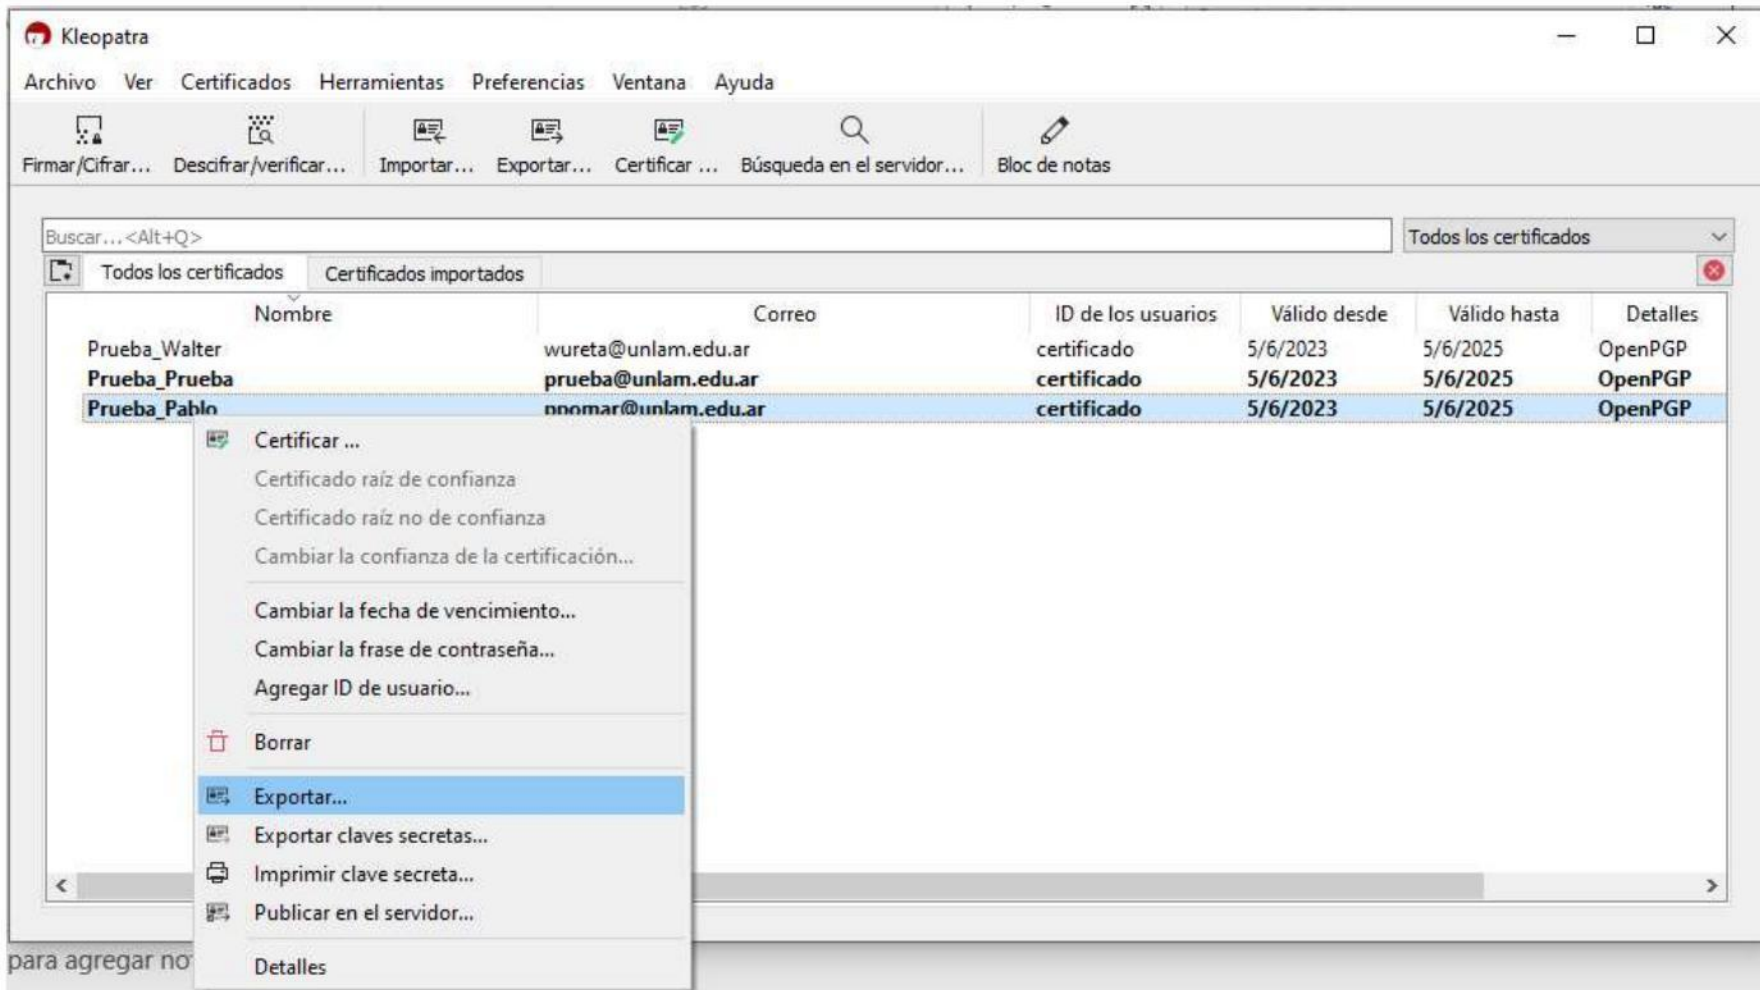 Kleopatra
Archivo Ver Certificados Herramientas Preferencias Ventana Ayuda
Firmar/Cifrar... Descifrar/verificar... Importar... Exportar... Certificar ... Búsqueda en el servidor... Bloc de notas
Buscar...<Alt+Q> Todos los certificados
Todos los certificados Certificados importados
Nombre Correo ID de los usuarios Válido desde Válido hasta Detalles
Prueba_Walter wureta@unlam.edu.ar certificado 5/6/2023 5/6/2025 OpenPGP
Prueba_Prueba prueba@unlam.edu.ar certificado 5/6/2023 5/6/2025 OpenPGP
Prueba_Pablo ppomar@unlam.edu.ar certificado 5/6/2023 5/6/2025 OpenPGP
Certificar ...
Certificado raíz de confianza
Certificado raíz no de confianza
Cambiar la confianza de la certificación...
Cambiar la fecha de vencimiento...
Cambiar la frase de contraseña...
Agregar ID de usuario...
Borrar
Exportar...
Exportar claves secretas...
Imprimir clave secreta...
Publicar en el servidor...
Detalles
para agregar no